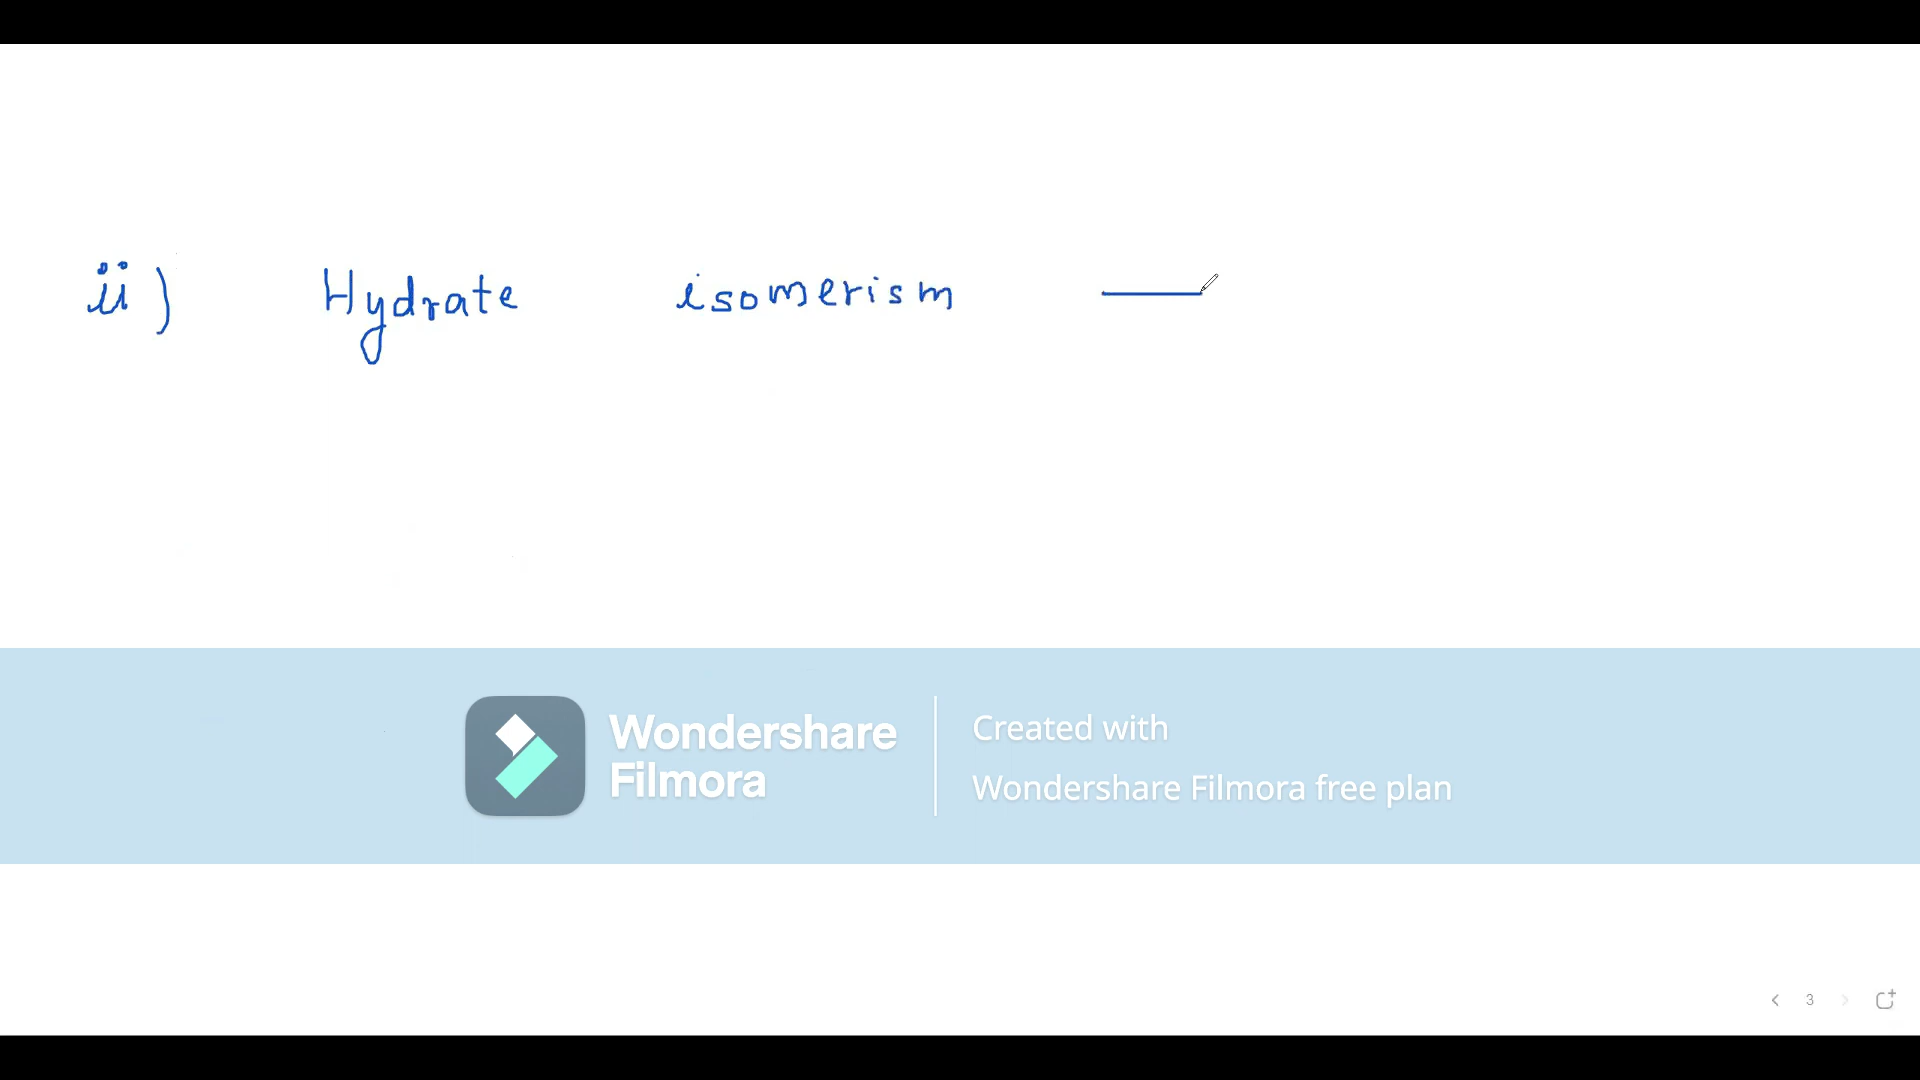 ii) Hydrate isomerism —
Wondershare
Filmora
Created with
Wondershare Filmora free plan
3